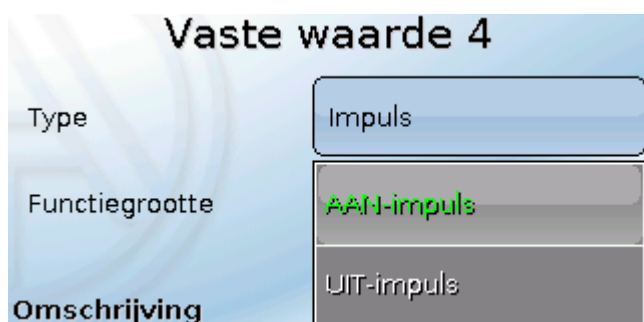 Vaste waarde 4
Type Impuls
Functiegrootte AAN-impuls
UIT-impuls
Omschrijving